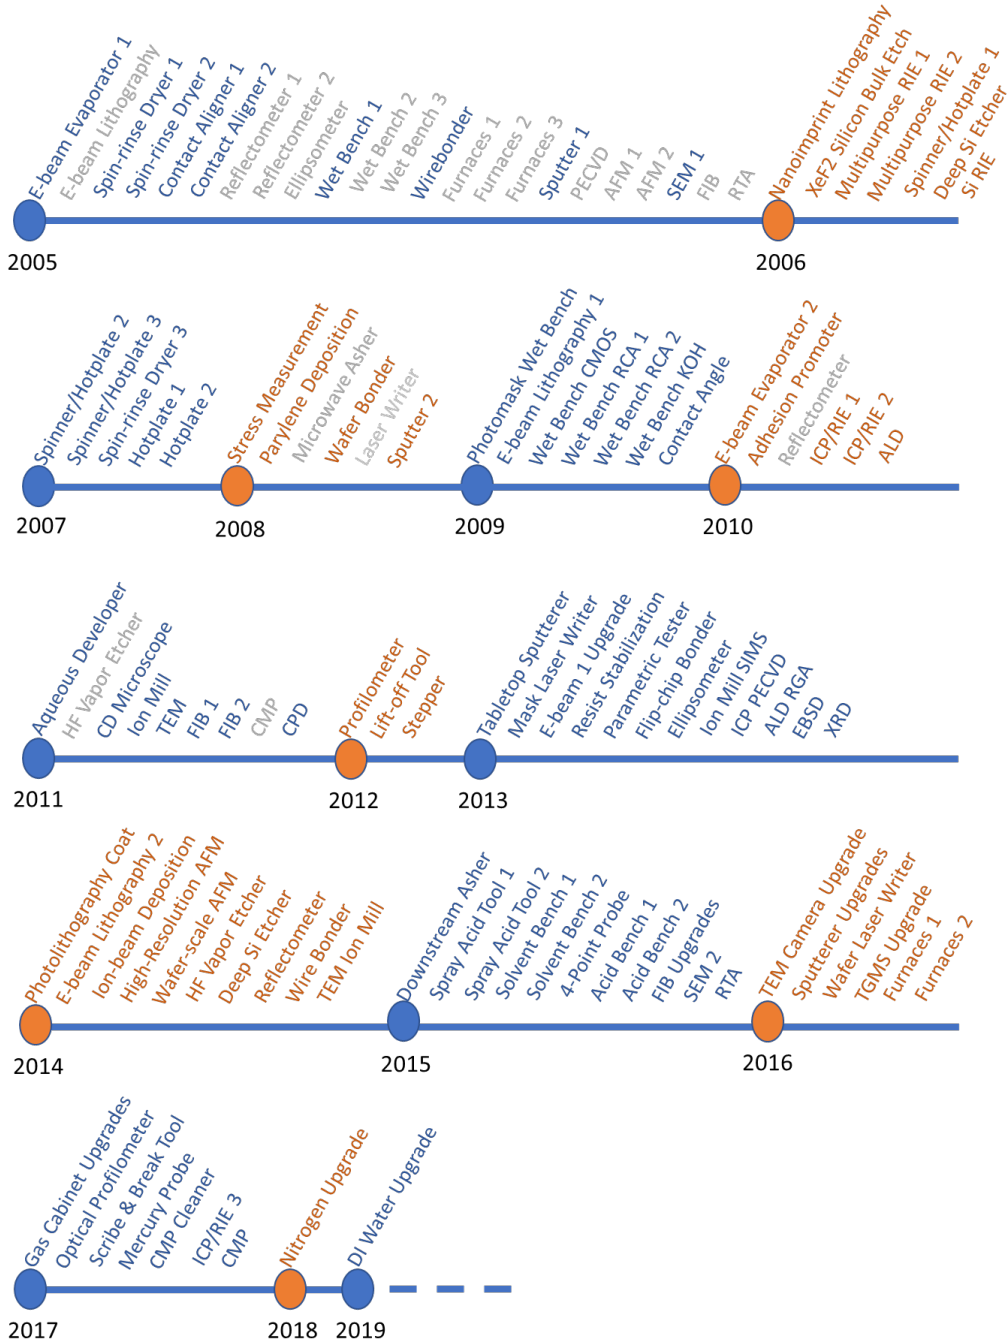 E-beam Evaporator 1
E-beam Lithography
Spin-rinse Dryer 1
Spin-rinse Dryer 2
Contact Aligner 1
Contact Aligner 2
Reflectometer 1
Reflectometer 2
Ellipsometer
Wet Bench 1
Wet Bench 2
Wet Bench 3
Wirebonder
Furnaces 1
Furnaces 2
Furnaces 3
Sputter 1
PECVD
AFM 1
AFM 2
SEM 1
FIB
RTA
Nanoimprint Lithography
XeF2 Silicon Bulk Etch
Multipurpose RIE 1
Multipurpose RIE 2
Spinner/Hotplate 1
Deep Si Etcher
Si RIE
2005
2006
Spinner/Hotplate 2
Spinner/Hotplate 3
Spin-rinse Dryer 3
Hotplate 1
Hotplate 2
Stress Measurement
Parylene Deposition
Microwave Asher
Wafer Bonder
Laser Writer
Sputter 2
Photomask Wet Bench
E-beam Lithography 1
Wet Bench CMOS
Wet Bench RCA 1
Wet Bench RCA 2
Wet Bench KOH
Contact Angle
E-beam Evaporator 2
Adhesion Promoter
Reflectometer
ICP/RIE 1
ICP/RIE 2
ALD
2007
2008
2009
2010
Aqueous Developer
HF Vapor Etcher
CD Microscope
Ion Mill
TEM
FIB 1
FIB 2
CMP
CPD
Profilometer
Lift-off Tool
Stepper
Tabletop Sputterer
Mask Laser Writer
E-beam 1 Upgrade
Resist Stabilization
Parametric Tester
Flip-chip Bonder
Ellipsometer
Ion Mill SIMS
ICP PECVD
ALD RGA
EBSD
XRD
2011
2012
2013
Photolithography Coat
E-beam Lithography 2
Ion-beam Deposition
High-Resolution AFM
Wafer-scale AFM
HF Vapor Etcher
Deep Si Etcher
Reflectometer
Wire Bonder
TEM Ion Mill
Downstream Asher
Spray Acid Tool 1
Spray Acid Tool 2
Solvent Bench 1
Solvent Bench 2
4-Point Probe
Acid Bench 1
Acid Bench 2
FIB Upgrades
SEM 2
RTA
TEM Camera Upgrade
Sputterer Upgrades
Wafer Laser Writer
TGMS Upgrade
Furnaces 1
Furnaces 2
2014
2015
2016
Gas Cabinet Upgrades
Optical Profilometer
Scribe & Break Tool
Mercury Probe
CMP Cleaner
ICP/RIE 3
CMP
Nitrogen Upgrade
DI Water Upgrade
2017
2018
2019